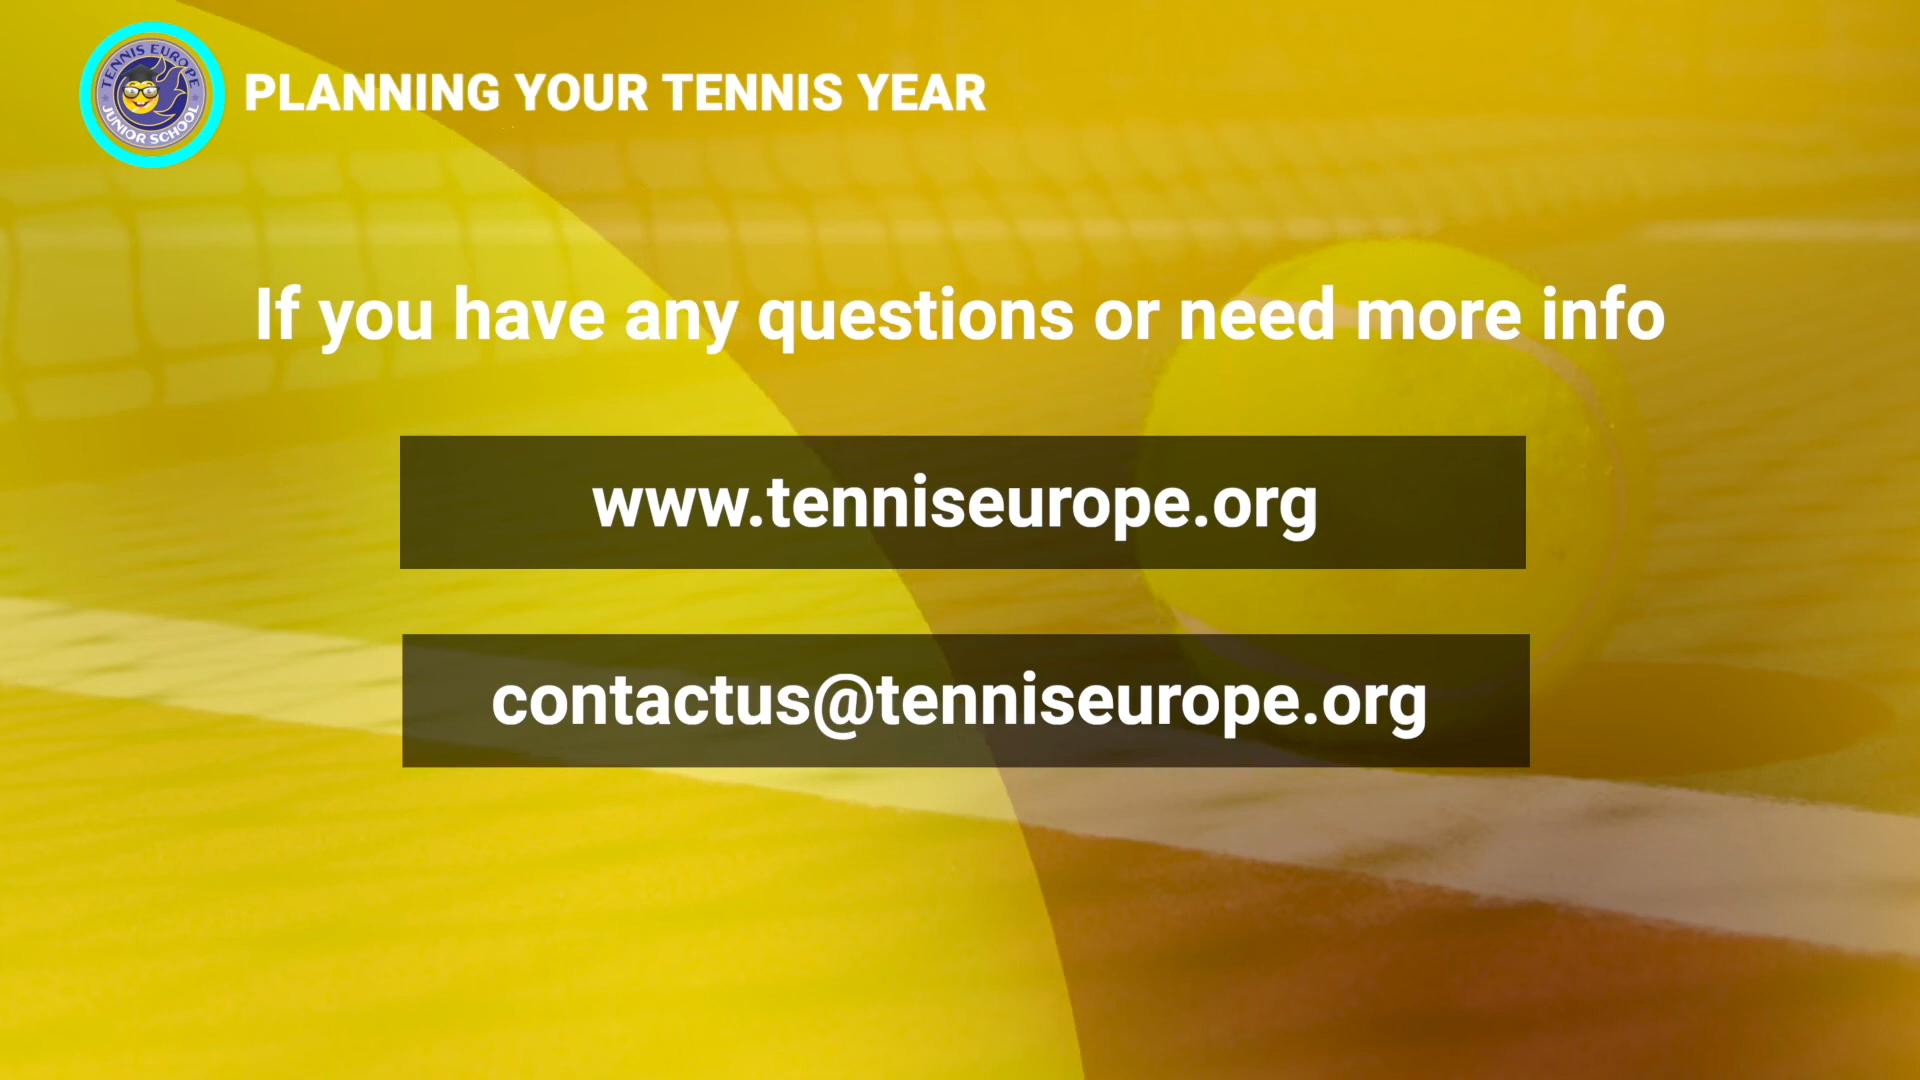 TENNIS EUROPE
JUNIOR SCHOOL
PLANNING YOUR TENNIS YEAR
If you have any questions or need more info
www.tenniseurope.org
contactus@tenniseurope.org